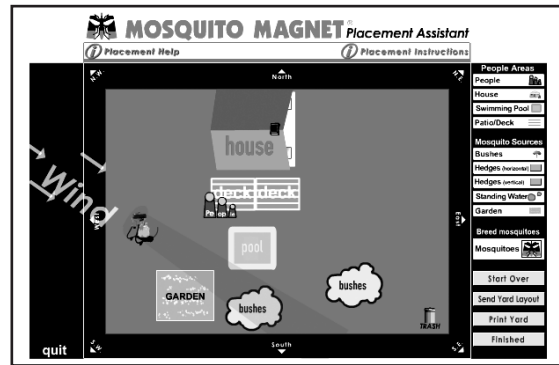 MOSQUITO MAGNET® Placement Assistant
Placement Help
Placement Instructions
N.W.
North
N.E.
People Areas
People
House
Swimming Pool
Patio/Deck
Mosquito Sources
Bushes
Hedges (horizontal)
Hedges (vertical)
Standing Water
Garden
Breed mosquitoes
Mosquitoes
Start Over
Send Yard Layout
Print Yard
Finished
house
deck deck
People
Wind
East
pool
GARDEN
bushes
bushes
TRASH
South
S.W.
S.E.
quit